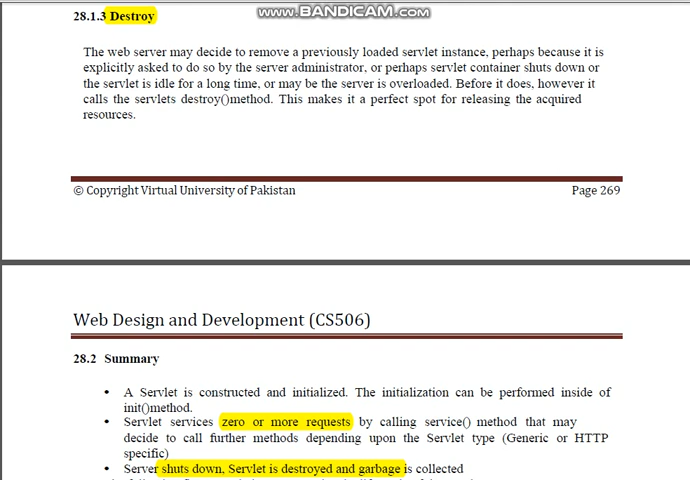 www.BANDICAM.com
28.1.3 Destroy
The web server may decide to remove a previously loaded servlet instance, perhaps because it is
explicitly asked to do so by the server administrator, or perhaps servlet container shuts down or
the servlet is idle for a long time, or may be the server is overloaded. Before it does, however it
calls the servlets destroy()method. This makes it a perfect spot for releasing the acquired
resources.
© Copyright Virtual University of Pakistan Page 269
Web Design and Development (CS506)
28.2 Summary
• A Servlet is constructed and initialized. The initialization can be performed inside of
init()method.
• Servlet services zero or more requests by calling service() method that may
decide to call further methods depending upon the Servlet type (Generic or HTTP
specific)
• Server shuts down, Servlet is destroyed and garbage is collected